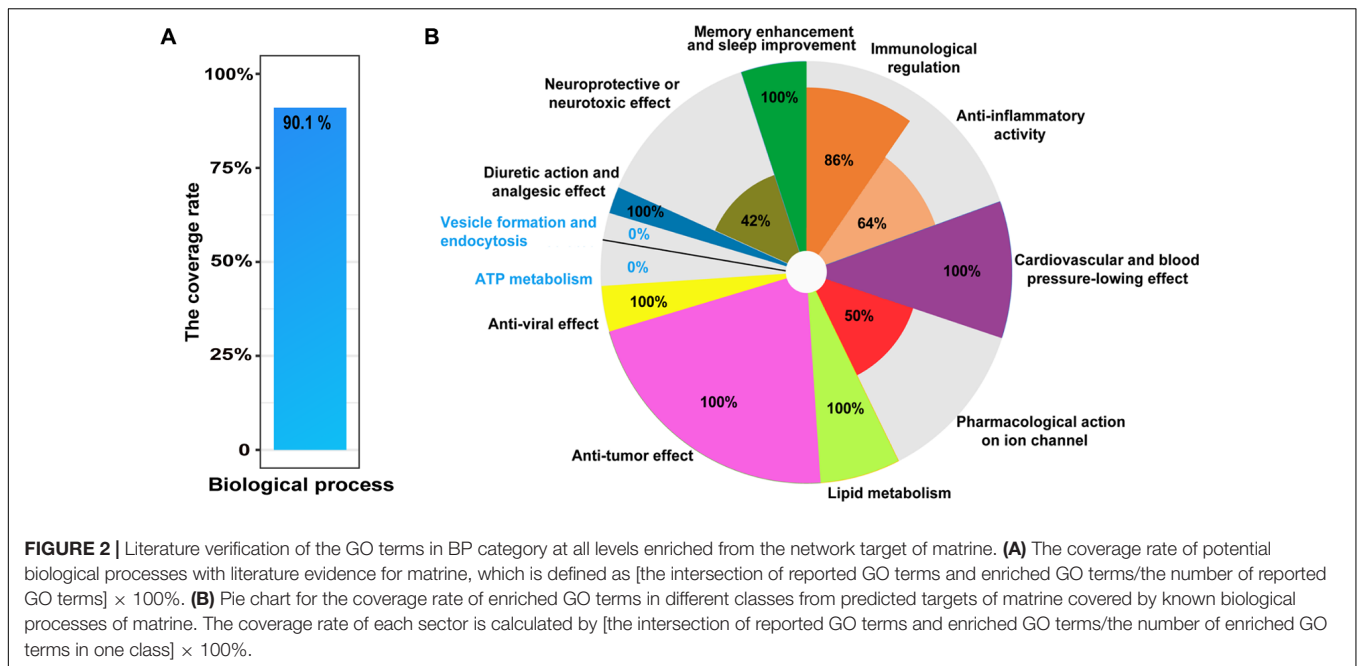 A
100%
75%
50%
25%
0
The coverage rate
90.1 %
Biological process
B
Memory enhancement
and sleep improvement
Immunological
regulation
Neuroprotective or
neurotoxic effect
Anti-inflammatory
activity
Diuretic action and
analgesic effect
Vesicle formation and
endocytosis
ATP metabolism
Cardiovascular and blood
pressure-lowing effect
Anti-viral effect
Pharmacological action
on ion channel
Anti-tumor effect
Lipid metabolism
100%
86%
64%
100%
50%
100%
100%
100%
0%
0%
100%
42%
FIGURE 2 | Literature verification of the GO terms in BP category at all levels enriched from the network target of matrine. (A) The coverage rate of potential
biological processes with literature evidence for matrine, which is defined as [the intersection of reported GO terms and enriched GO terms/the number of reported
GO terms] × 100%. (B) Pie chart for the coverage rate of enriched GO terms in different classes from predicted targets of matrine covered by known biological
processes of matrine. The coverage rate of each sector is calculated by [the intersection of reported GO terms and enriched GO terms/the number of enriched GO
terms in one class] × 100%.